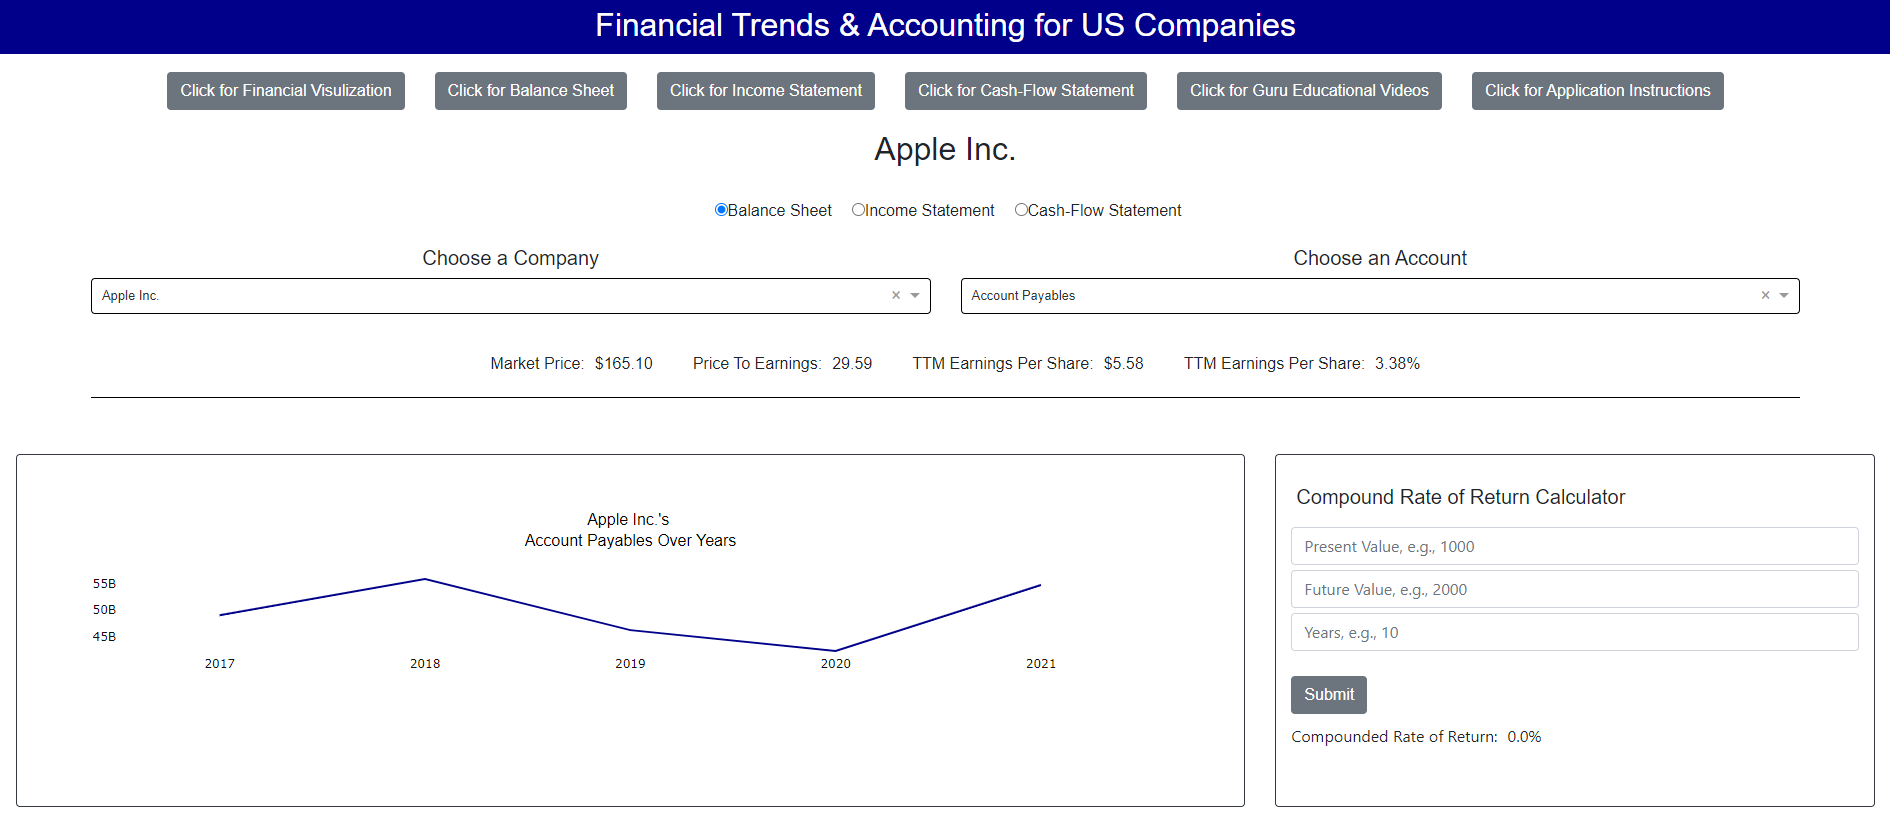 Financial Trends & Accounting for US Companies
Click for Financial Visulization Click for Balance Sheet Click for Income Statement Click for Cash-Flow Statement Click for Guru Educational Videos Click for Application Instructions
Apple Inc.
Balance Sheet Income Statement Cash-Flow Statement
Choose a Company Choose an Account
Apple Inc. × Account Payables ×
Market Price: $165.10 Price To Earnings: 29.59 TTM Earnings Per Share: $5.58 TTM Earnings Per Share: 3.38%
Apple Inc.'s
Account Payables Over Years
55B
50B
45B
2017 2018 2019 2020 2021
Compound Rate of Return Calculator
Present Value, e.g., 1000
Future Value, e.g., 2000
Years, e.g., 10
Submit
Compounded Rate of Return: 0.0%